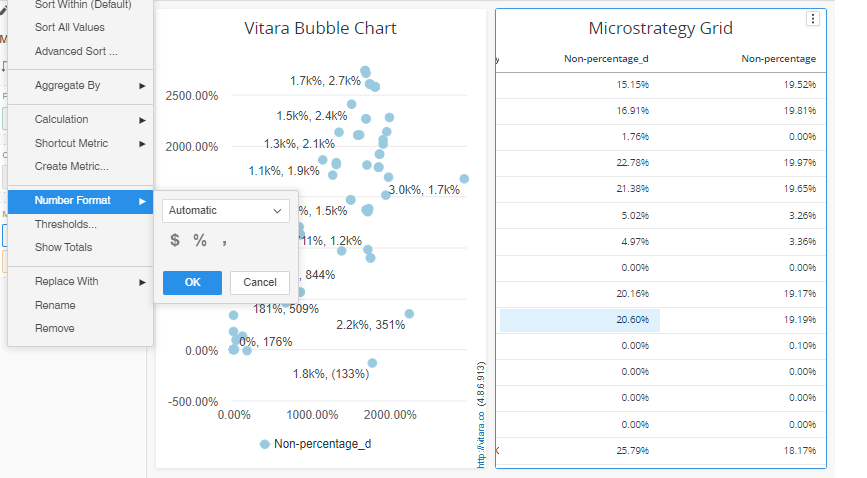 Sort Within (Default)
Sort All Values
Advanced Sort ...
Aggregate By
Calculation
Shortcut Metric
Create Metric...
Number Format
Thresholds...
Show Totals
Replace With
Rename
Remove
Automatic
$ % ,
OK Cancel
Vitara Bubble Chart
2500.00%
2000.00%
0.00%
-500.00%
0.00% 1000.00% 2000.00%
1.7k%, 2.7k%
1.5k%, 2.4k%
1.3k%, 2.1k%
1.1k%, 1.9k%
3.0k%, 1.7k%
%, 1.5k%
11%, 1.2k%
, 844%
181%, 509%
2.2k%, 351%
0%, 176%
1.8k%, (133%)
Non-percentage_d
http://vitara.co (4.8.6.913)
Microstrategy Grid
y Non-percentage_d Non-percentage
15.15% 19.52%
16.91% 19.81%
1.76% 0.00%
22.78% 19.97%
21.38% 19.65%
5.02% 3.26%
4.97% 3.36%
0.00% 0.00%
20.16% 19.17%
20.60% 19.19%
0.00% 0.10%
0.00% 0.00%
0.00% 0.00%
0.00% 0.00%
25.79% 18.17%